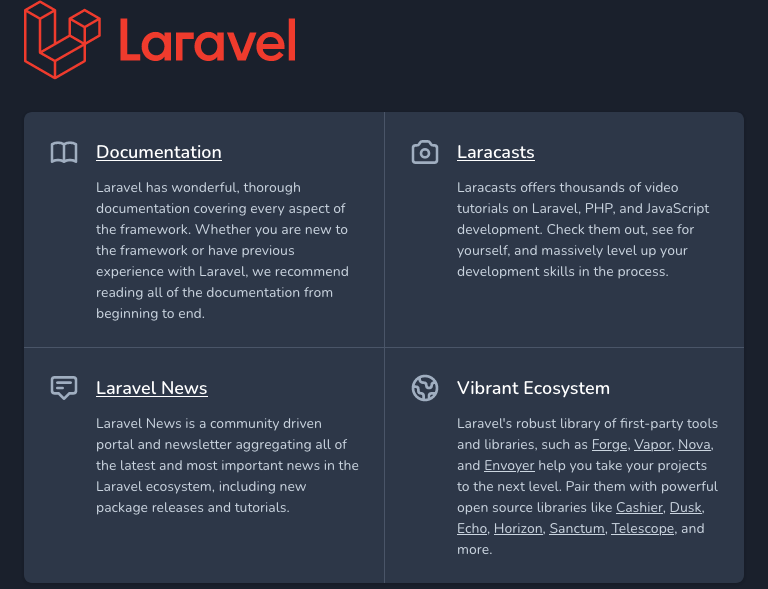 Laravel
Documentation
Laravel has wonderful, thorough
documentation covering every aspect of
the framework. Whether you are new to
the framework or have previous
experience with Laravel, we recommend
reading all of the documentation from
beginning to end.
Laracasts
Laracasts offers thousands of video
tutorials on Laravel, PHP, and JavaScript
development. Check them out, see for
yourself, and massively level up your
development skills in the process.
Laravel News
Laravel News is a community driven
portal and newsletter aggregating all of
the latest and most important news in the
Laravel ecosystem, including new
package releases and tutorials.
Vibrant Ecosystem
Laravel's robust library of first-party tools
and libraries, such as Forge, Vapor, Nova,
and Envoyer help you take your projects
to the next level. Pair them with powerful
open source libraries like Cashier, Dusk,
Echo, Horizon, Sanctum, Telescope, and
more.